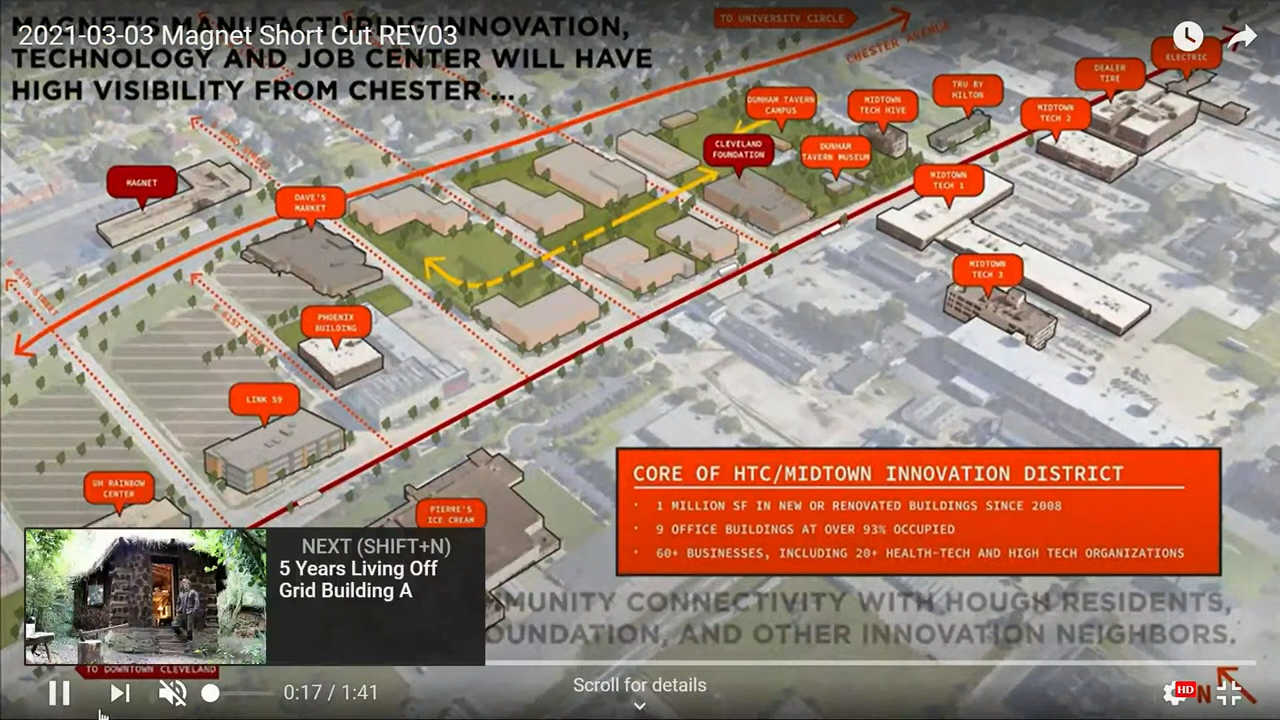 MAGNET'S MANUFACTURING INNOVATION,
TECHNOLOGY AND JOB CENTER WILL HAVE
HIGH VISIBILITY FROM CHESTER ...
2021-03-03 Magnet Short Cut REV03
TO UNIVERSITY CIRCLE
CHESTER AVENUE
ELECTRIC
DEALER
TIRE
TRU BY
HILTON
MIDTOWN
TECH HIVE
MIDTOWN
TECH 2
DUNHAM TAVERN
CAMPUS
CLEVELAND
FOUNDATION
DUNHAM
TAVERN MUSEUM
MIDTOWN
TECH 1
MAGNET
DAVE'S
MARKET
MIDTOWN
TECH 3
PHOENIX
BUILDING
LINK 59
UH RAINBOW
CENTER
PIERRE'S
ICE CREAM
CORE OF HTC/MIDTOWN INNOVATION DISTRICT
· 1 MILLION SF IN NEW OR RENOVATED BUILDINGS SINCE 2008
· 9 OFFICE BUILDINGS AT OVER 93% OCCUPIED
· 60+ BUSINESSES, INCLUDING 20+ HEALTH-TECH AND HIGH TECH ORGANIZATIONS
NEXT (SHIFT+N)
5 Years Living Off
Grid Building A
MUNITY CONNECTIVITY WITH HOUGH RESIDENTS,
OUNDATION, AND OTHER INNOVATION NEIGHBORS.
TO DOWNTOWN CLEVELAND
0:17 / 1:41
Scroll for details
HD
N